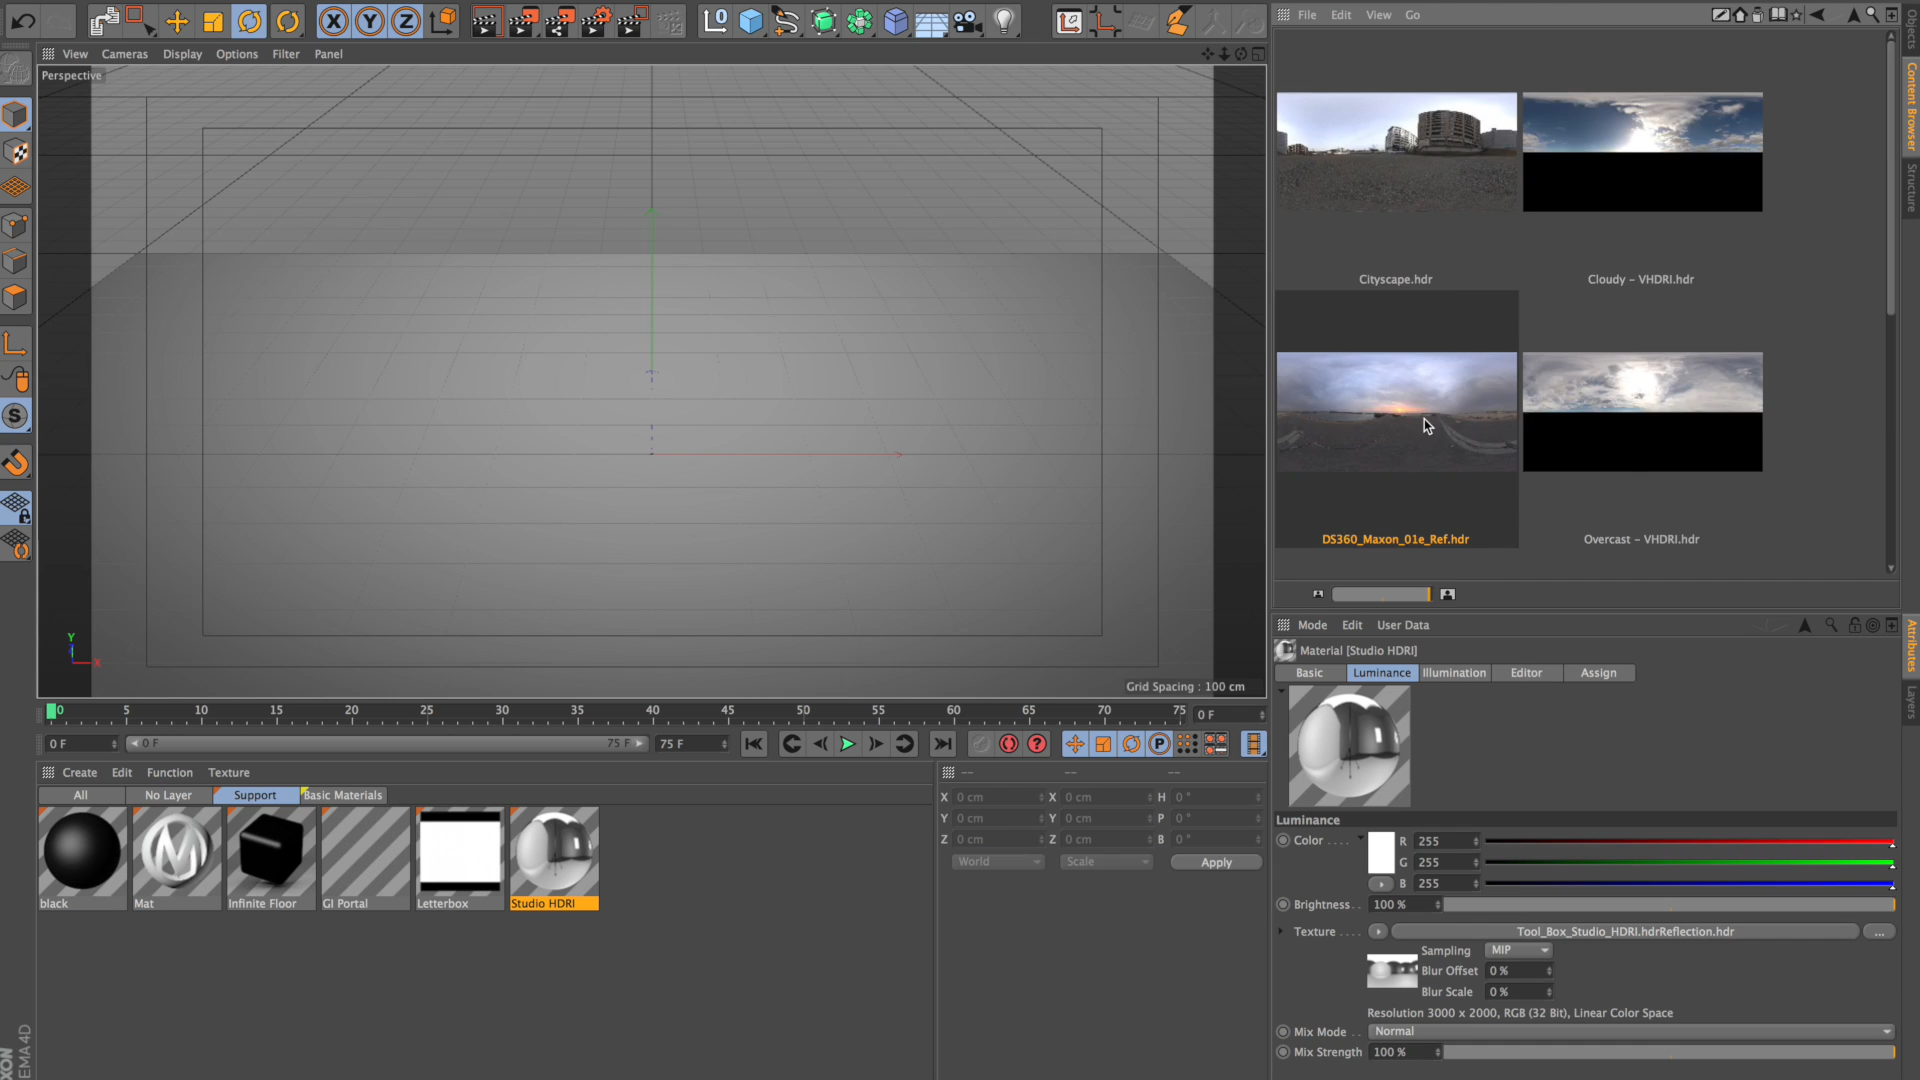 File Edit View Go
View Cameras Display Options Filter Panel
Perspective
X Y Z
Objects
Content Browser
Structure
Cityscape.hdr
Cloudy - VHDRI.hdr
DS360_Maxon_01e_Ref.hdr
Overcast - VHDRI.hdr
S
Y
X
Grid Spacing : 100 cm
0 5 10 15 20 25 30 35 40 45 50 55 60 65 70 75 0 F
0 F 0 F 75 F 75 F
P
Create Edit Function Texture
All No Layer Support Basic Materials
black Mat Infinite Floor GI Portal Letterbox Studio HDRI
-- -- --
X 0 cm X 0 cm H 0 °
Y 0 cm Y 0 cm P 0 °
Z 0 cm Z 0 cm B 0 °
World Scale Apply
Mode Edit User Data
Attributes
Layers
Material [Studio HDRI]
Basic Luminance Illumination Editor Assign
Luminance
Color . . . . R 255
G 255
B 255
Brightness . . 100 %
Texture . . . . Tool_Box_Studio_HDRI.hdrReflection.hdr ...
Sampling MIP
Blur Offset 0 %
Blur Scale 0 %
Resolution 3000 x 2000, RGB (32 Bit), Linear Color Space
Mix Mode . . Normal
Mix Strength 100 %
XON
EMA 4D